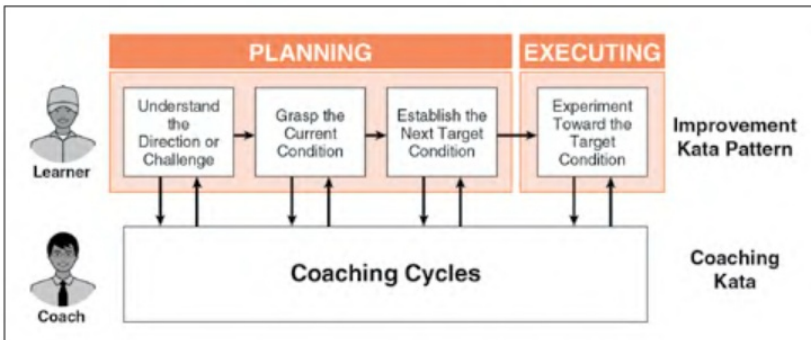 PLANNING
EXECUTING
Understand
the
Direction or
Challenge
Grasp the
Current
Condition
Establish the
Next Target
Condition
Experiment
Toward the
Target
Condition
Improvement
Kata Pattern
Learner
Coaching Cycles
Coaching
Kata
Coach